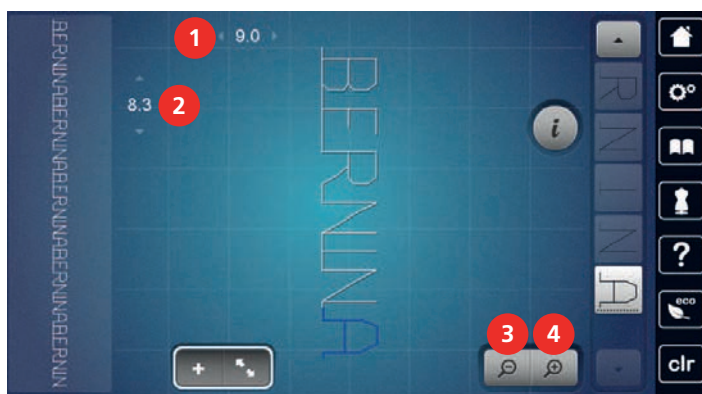 BERNINABERNINABERNINABERNINABERNIN
1 9.0
8.3 2
BERNINA
i
R
N
I
N
A
?
eco
clr
3 4